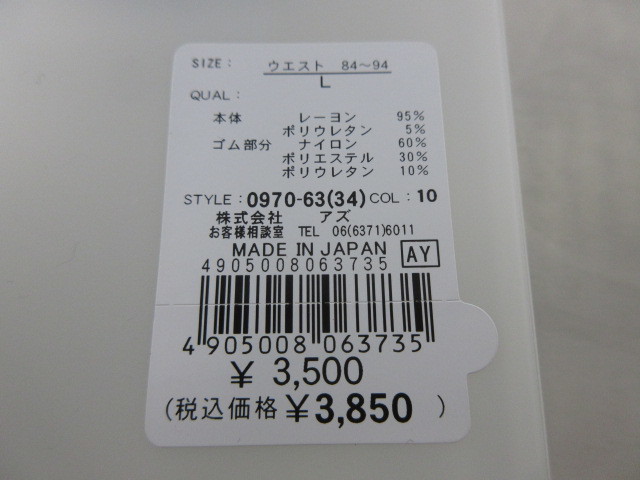 SIZE: ウエスト 84〜94
L
QUAL:
本体 レーヨン 95%
ポリウレタン 5%
ゴム部分 ナイロン 60%
ポリエステル 30%
ポリウレタン 10%
STYLE:0970-63(34) COL:10
株式会社 アズ
お客様相談室 TEL 06(6371)6011
MADE IN JAPAN AY
4905008063735
4905008 063735
¥ 3,500
(税込価格¥3,850 )